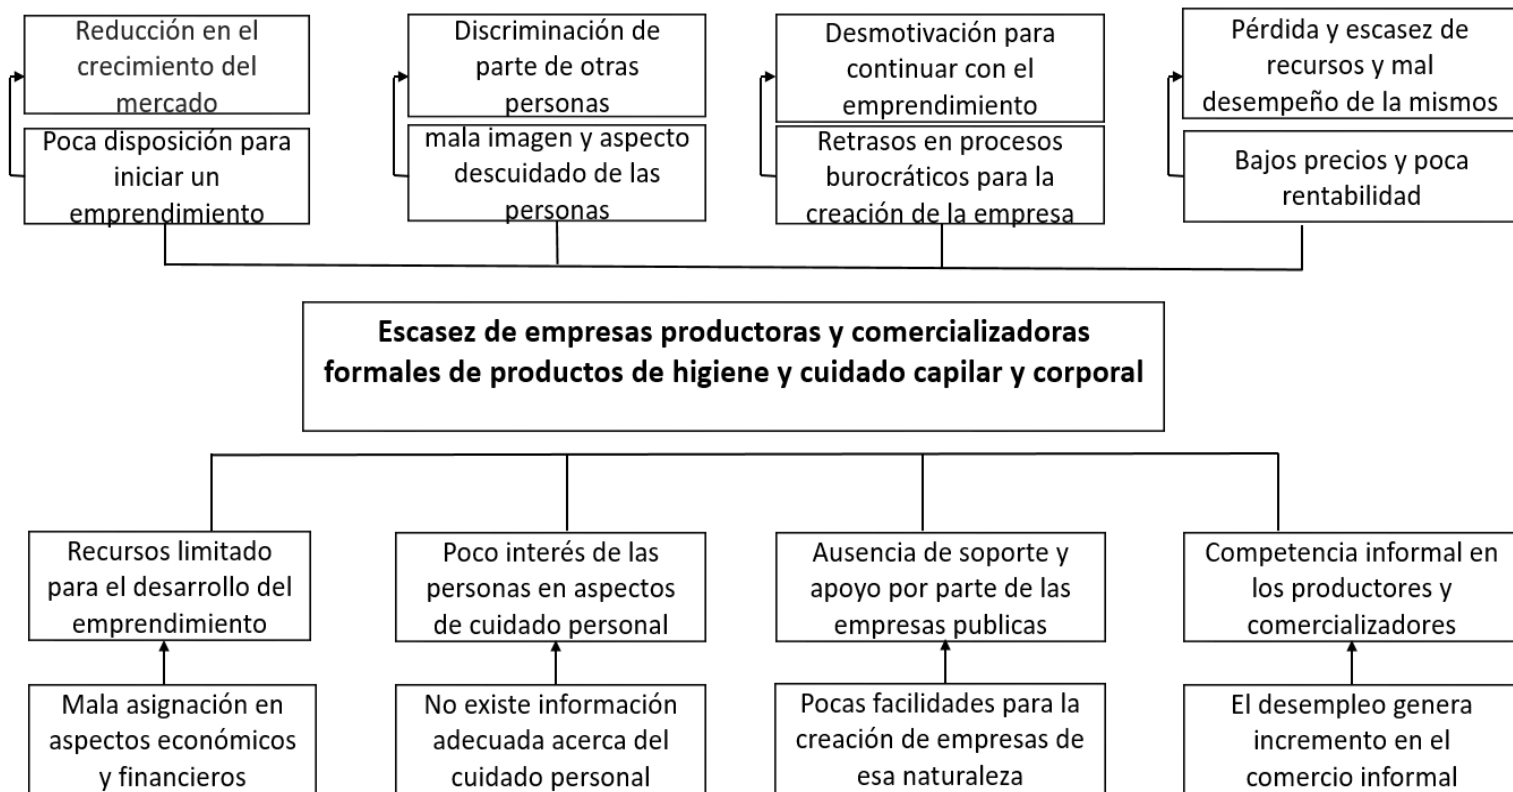 Reducción en el
crecimiento del
mercado
Discriminación de
parte de otras
personas
Desmotivación para
continuar con el
emprendimiento
Pérdida y escasez de
recursos y mal
desempeño de la mismos
Poca disposición para
iniciar un
emprendimiento
mala imagen y aspecto
descuidado de las
personas
Retrasos en procesos
burocráticos para la
creación de la empresa
Bajos precios y poca
rentabilidad
Escasez de empresas productoras y comercializadoras
formales de productos de higiene y cuidado capilar y corporal
Recursos limitado
para el desarrollo del
emprendimiento
Poco interés de las
personas en aspectos
de cuidado personal
Ausencia de soporte y
apoyo por parte de las
empresas publicas
Competencia informal en
los productores y
comercializadores
Mala asignación en
aspectos económicos
y financieros
No existe información
adecuada acerca del
cuidado personal
Pocas facilidades para la
creación de empresas de
esa naturaleza
El desempleo genera
incremento en el
comercio informal